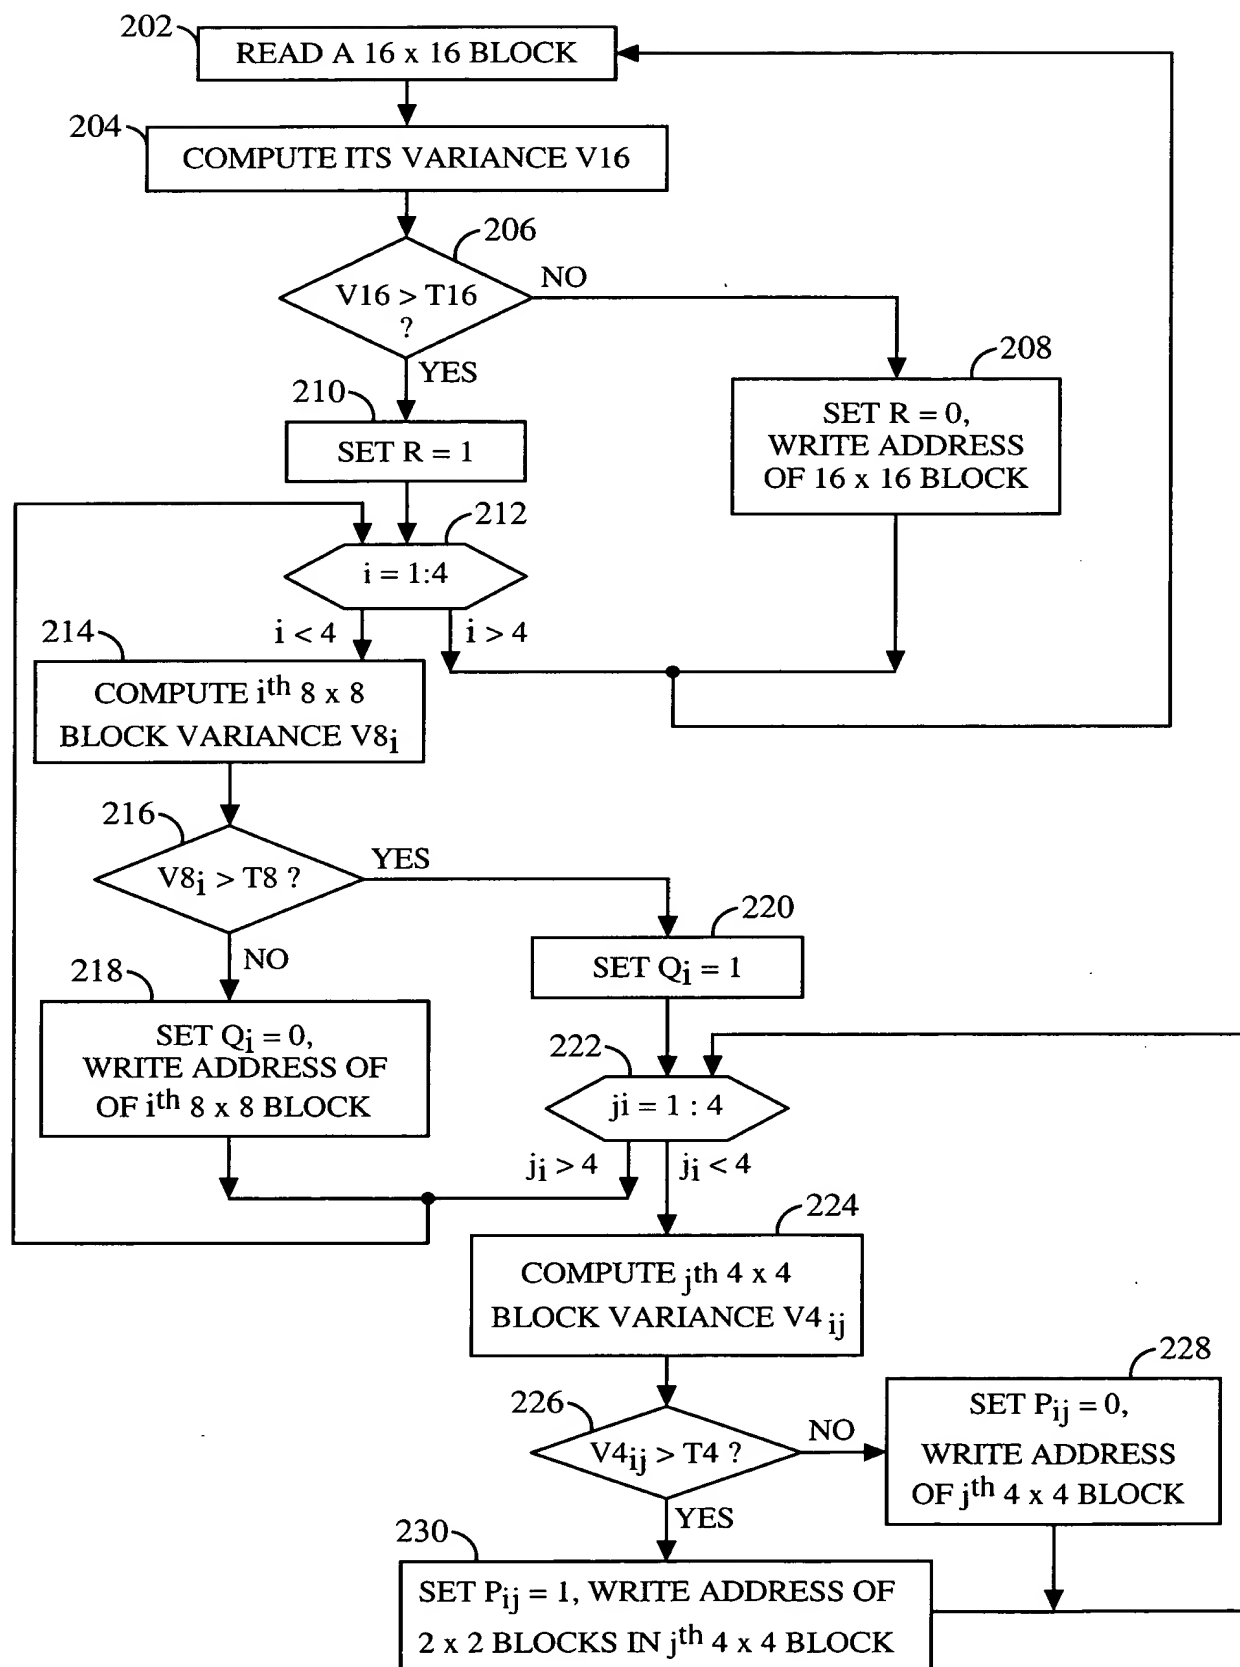 202
READ A 16 x 16 BLOCK
204
COMPUTE ITS VARIANCE V16
206
V16 > T16
?
NO
YES
208
SET R = 0,
WRITE ADDRESS
OF 16 x 16 BLOCK
210
SET R = 1
212
i = 1:4
i < 4
i > 4
214
COMPUTE ith 8 x 8
BLOCK VARIANCE V8i
216
V8i > T8 ?
YES
NO
218
SET Qi = 0,
WRITE ADDRESS OF
OF ith 8 x 8 BLOCK
220
SET Qi = 1
222
ji = 1 : 4
ji > 4
ji < 4
224
COMPUTE jth 4 x 4
BLOCK VARIANCE V4 ij
226
V4ij > T4 ?
NO
YES
228
SET Pij = 0,
WRITE ADDRESS
OF jth 4 x 4 BLOCK
230
SET Pij = 1, WRITE ADDRESS OF
2 x 2 BLOCKS IN jth 4 x 4 BLOCK